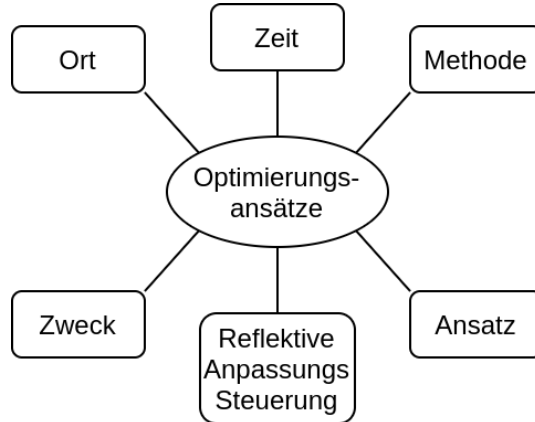 Ort
Zeit
Methode
Optimierungs-
ansätze
Zweck
Reflektive
Anpassungs
Steuerung
Ansatz